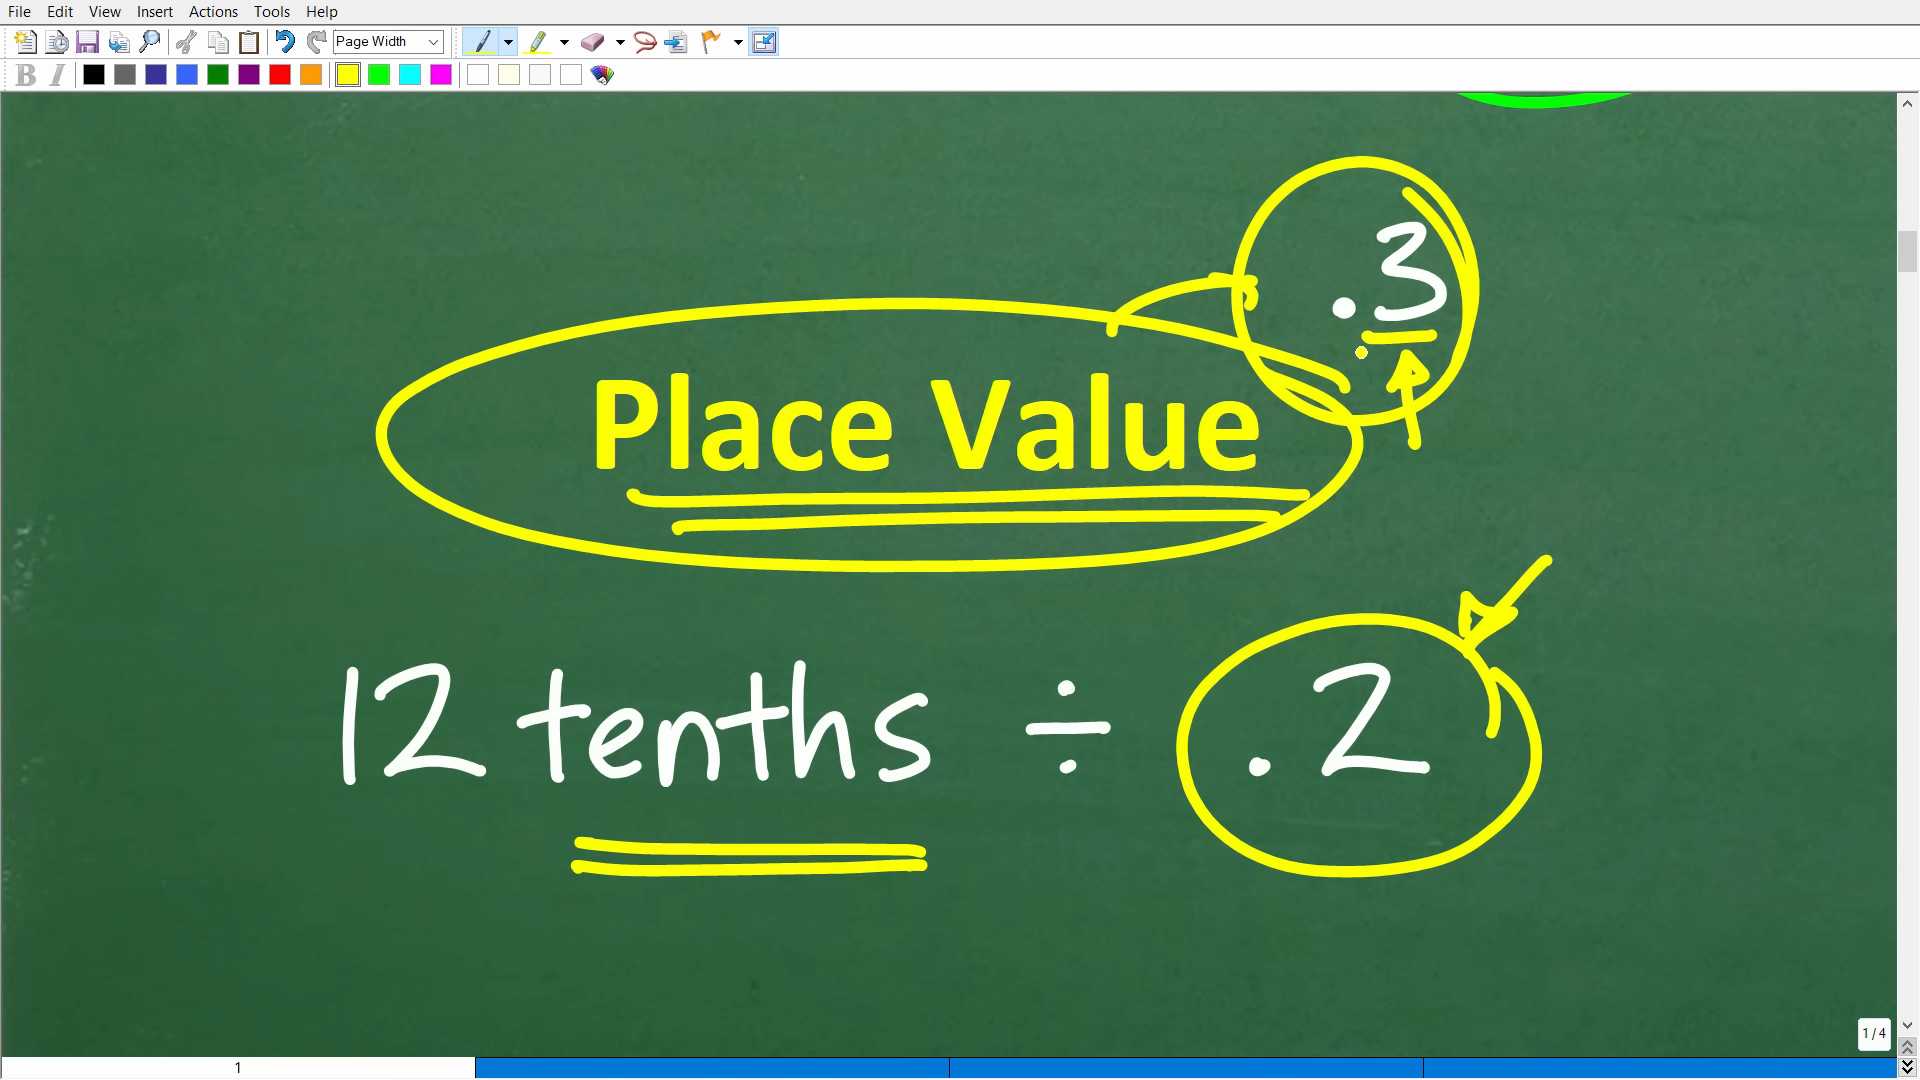 File Edit View Insert Actions Tools Help
Page Width
B I
.3
Place Value
12 tenths ÷ .2
1 / 4
1